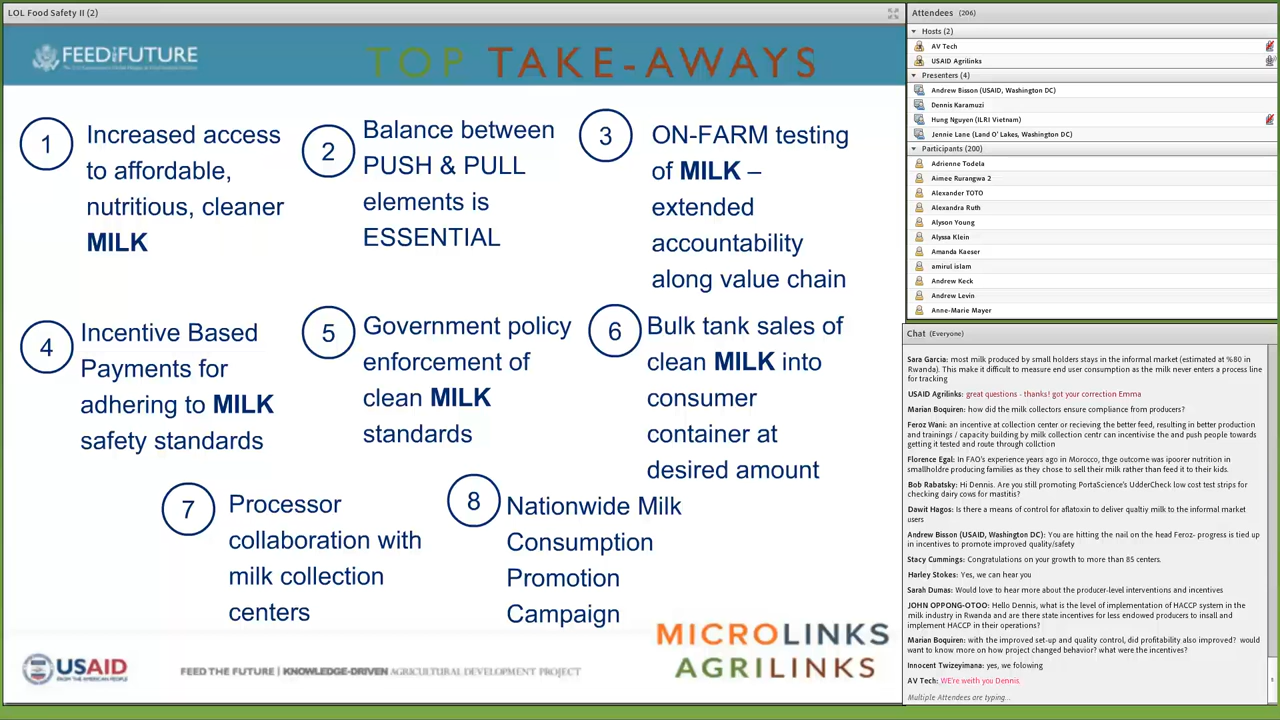 LOL Food Safety II (2)
FEED THE FUTURE
TOP TAKE-AWAYS
1
Increased access
to affordable,
nutritious, cleaner
MILK
2
Balance between
PUSH & PULL
elements is
ESSENTIAL
3
ON-FARM testing
of MILK –
extended
accountability
along value chain
4
Incentive Based
Payments for
adhering to MILK
safety standards
5
Government policy
enforcement of
clean MILK
standards
6
Bulk tank sales of
clean MILK into
consumer
container at
desired amount
7
Processor
collaboration with
milk collection
centers
8
Nationwide Milk
Consumption
Promotion
Campaign
MICROLINKS
AGRILINKS
USAID
FROM THE AMERICAN PEOPLE
FEED THE FUTURE | KNOWLEDGE-DRIVEN AGRICULTURAL DEVELOPMENT PROJECT
Attendees (206)
Hosts (2)
AV Tech
USAID Agrilinks
Presenters (4)
Andrew Bisson (USAID, Washington DC)
Dennis Karamuzi
Hung Nguyen (ILRI Vietnam)
Jennie Lane (Land O' Lakes, Washington DC)
Participants (200)
Adrienne Todela
Aimee Rurangwa 2
Alexander TOTO
Alexandra Ruth
Alyson Young
Alyssa Klein
Amanda Kaeser
amirul islam
Andrew Keck
Andrew Levin
Anne-Marie Mayer
Chat (Everyone)
Sara Garcia: most milk produced by small holders stays in the informal market (estimated at %80 in
Rwanda). This make it difficult to measure end user consumption as the milk never enters a process line
for tracking
USAID Agrilinks: great questions - thanks! got your correction Emma
Marian Boquiren: how did the milk collectors ensure compliance from producers?
Feroz Wani: an incentive at collection center or recieving the better feed, resulting in better production
and trainings / capacity building by milk collection centr can incentivise the and push people towards
getting it tested and route through collction
Florence Egal: In FAO's experience years ago in Morocco, thge outcome was ipoorer nutrition in
smallholdre producing families as they chose to sell their milk rather than feed it to their kids.
Bob Rabatsky: Hi Dennis. Are you still promoting PortaScience's UdderCheck low cost test strips for
checking dairy cows for mastitis?
Dawit Hagos: Is there a means of control for aflatoxin to deliver qualtiy milk to the informal market
users
Andrew Bisson (USAID, Washington DC): You are hitting the nail on the head Feroz- progress is tied up
in incentives to promote improved quality/safety
Stacy Cummings: Congratulations on your growth to more than 85 centers.
Harley Stokes: Yes, we can hear you
Sarah Dumas: Would love to hear more about the producer-level interventions and incentives
JOHN OPPONG-OTOO: Hello Dennis, what is the level of implementation of HACCP system in the
milk industry in Rwanda and are there state incentives for less endowered producers to insall and
implement HACCP in their operations?
Marian Boquiren: with the improved set-up and quality control, did profitability also improved? would
want to know more on how project changed behavior? what were the incentives?
Innocent Twizeyimana: yes, we folowing
AV Tech: WE're weith you Dennis.
Multiple Attendees are typing...